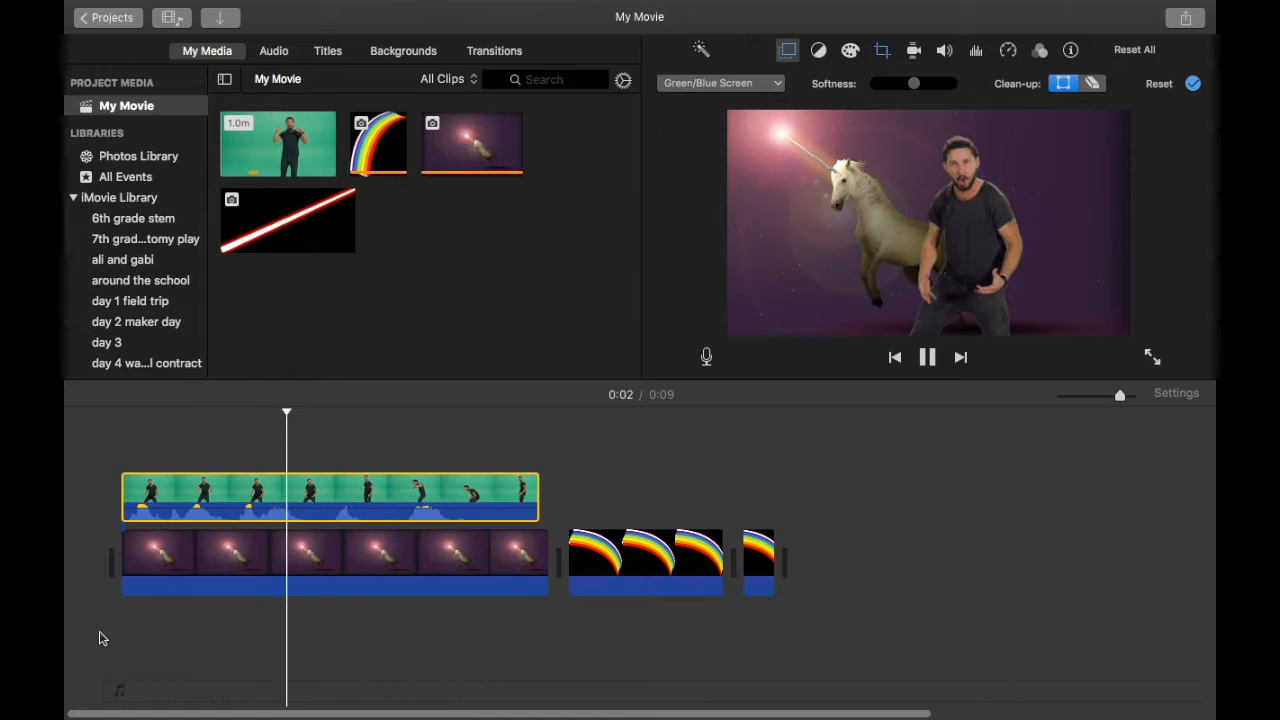 Projects
My Movie
My Media
Audio
Titles
Backgrounds
Transitions
Reset All
PROJECT MEDIA
My Movie
LIBRARIES
Photos Library
All Events
iMovie Library
6th grade stem
7th grad...tomy play
ali and gabi
around the school
day 1 field trip
day 2 maker day
day 3
day 4 wa...l contract
My Movie
All Clips
Search
1.0m
Green/Blue Screen
Softness:
Clean-up:
Reset
0:02 / 0:09
Settings